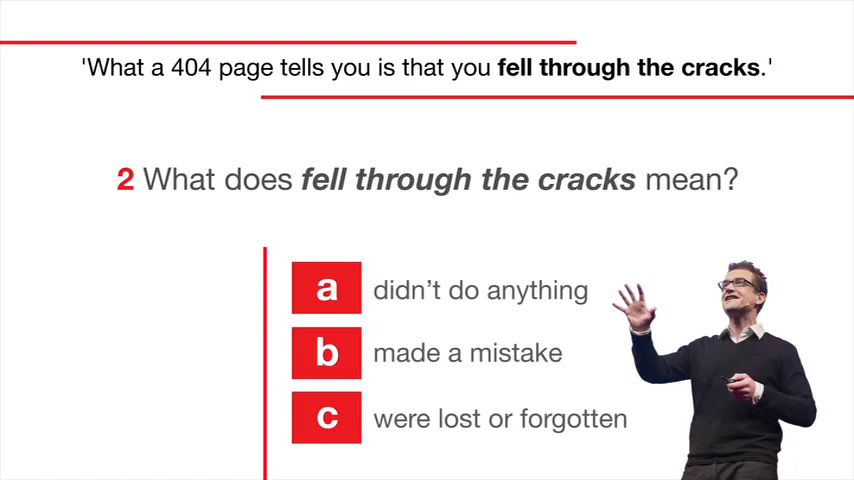 'What a 404 page tells you is that you fell through the cracks.'
2 What does fell through the cracks mean?
a didn't do anything
b made a mistake
c were lost or forgotten